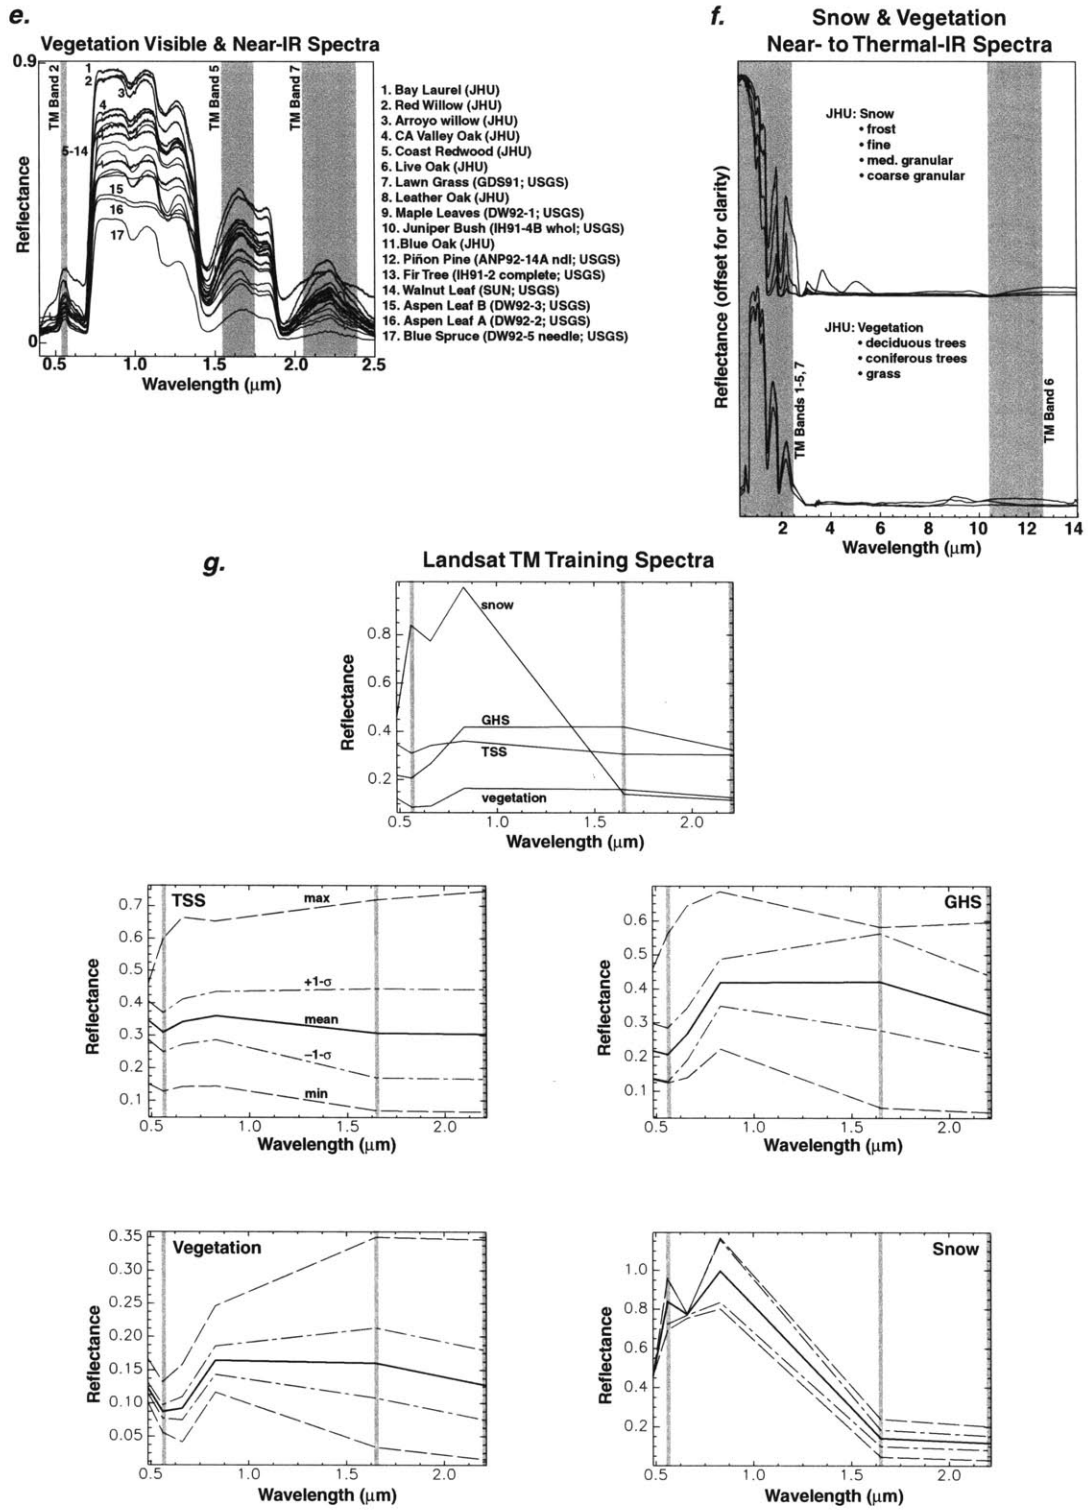 e.
Vegetation Visible & Near-IR Spectra
0.9
0
Reflectance
TM Band 2
TM Band 5
TM Band 7
1
2
3
4
5-14
15
16
17
0.5 1.0 1.5 2.0 2.5
Wavelength (μm)
1. Bay Laurel (JHU)
2. Red Willow (JHU)
3. Arroyo willow (JHU)
4. CA Valley Oak (JHU)
5. Coast Redwood (JHU)
6. Live Oak (JHU)
7. Lawn Grass (GDS91; USGS)
8. Leather Oak (JHU)
9. Maple Leaves (DW92-1; USGS)
10. Juniper Bush (IH91-4B whol; USGS)
11.Blue Oak (JHU)
12. Piñon Pine (ANP92-14A ndl; USGS)
13. Fir Tree (IH91-2 complete; USGS)
14. Walnut Leaf (SUN; USGS)
15. Aspen Leaf B (DW92-3; USGS)
16. Aspen Leaf A (DW92-2; USGS)
17. Blue Spruce (DW92-5 needle; USGS)
f.
Snow & Vegetation
Near- to Thermal-IR Spectra
Reflectance (offset for clarity)
JHU: Snow
• frost
• fine
• med. granular
• coarse granular
JHU: Vegetation
• deciduous trees
• coniferous trees
• grass
TM Bands 1-5, 7
TM Band 6
2 4 6 8 10 12 14
Wavelength (μm)
g.
Landsat TM Training Spectra
Reflectance
0.8
0.6
0.4
0.2
snow
GHS
TSS
vegetation
0.5 1.0 1.5 2.0
Wavelength (μm)
TSS
Reflectance
0.7
0.6
0.5
0.4
0.3
0.2
0.1
max
+1-σ
mean
−1-σ
min
0.5 1.0 1.5 2.0
Wavelength (μm)
GHS
Reflectance
0.6
0.5
0.4
0.3
0.2
0.1
0.5 1.0 1.5 2.0
Wavelength (μm)
Vegetation
Reflectance
0.35
0.30
0.25
0.20
0.15
0.10
0.05
0.5 1.0 1.5 2.0
Wavelength (μm)
Snow
Reflectance
1.0
0.8
0.6
0.4
0.2
0.5 1.0 1.5 2.0
Wavelength (μm)